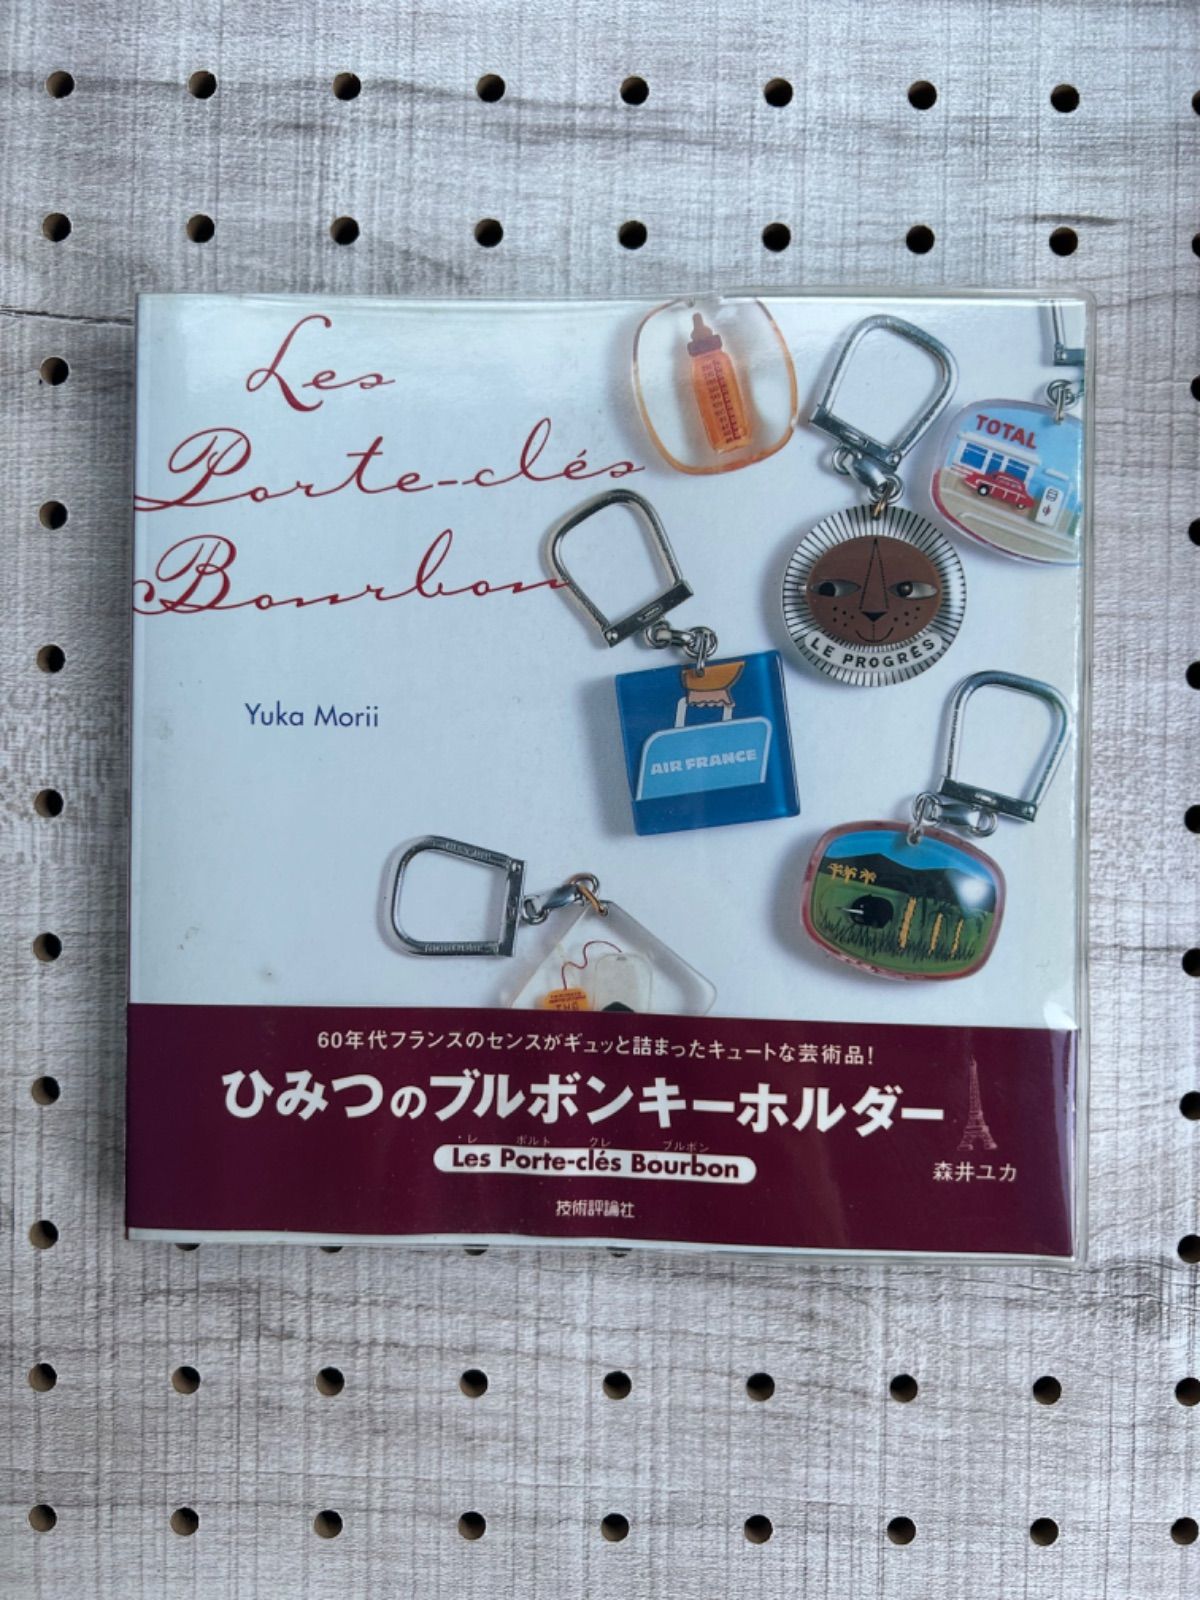 Les
Porte-clés
Bourbon
Yuka Morii
TOTAL
LE PROGRÈS
AIR FRANCE
60年代フランスのセンスがギュッと詰まったキュートな芸術品!
ひみつのブルボンキーホルダー
レ ポルト クレ ブルボン
Les Porte-clés Bourbon
森井ユカ
技術評論社